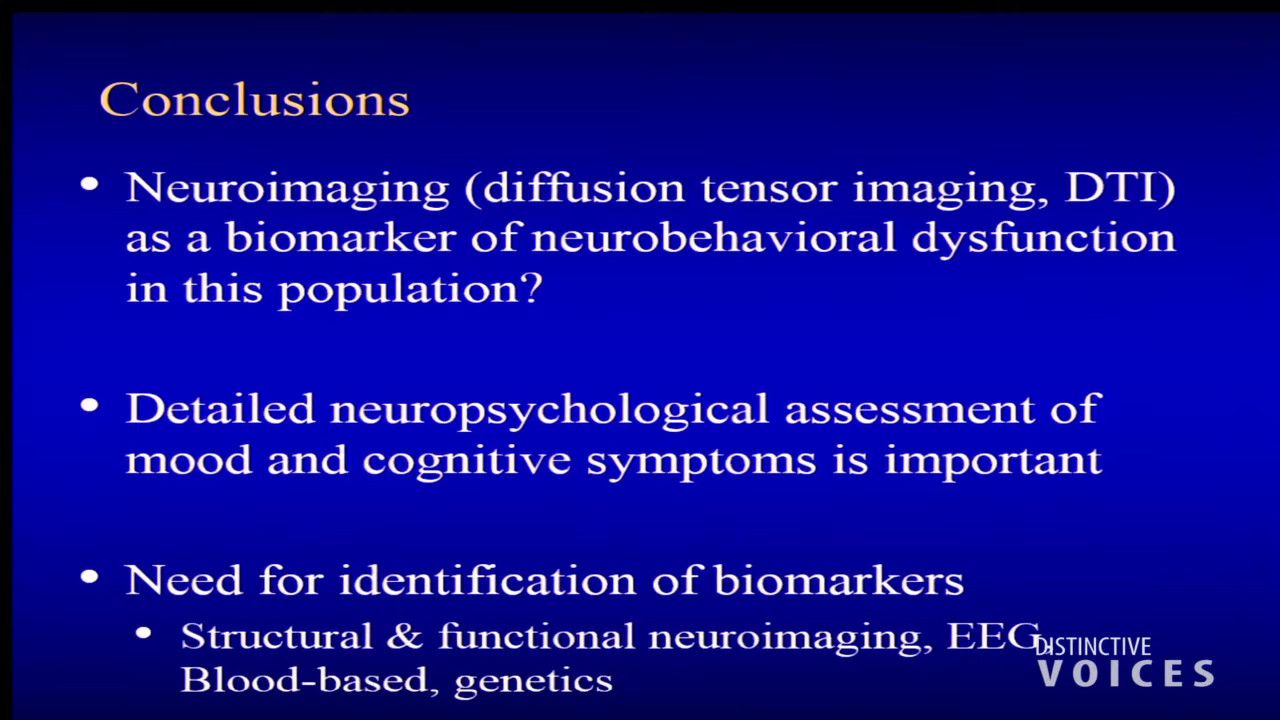 Conclusions
• Neuroimaging (diffusion tensor imaging, DTI)
as a biomarker of neurobehavioral dysfunction
in this population?
• Detailed neuropsychological assessment of
mood and cognitive symptoms is important
• Need for identification of biomarkers
• Structural & functional neuroimaging, EEG,
Blood-based, genetics
DISTINCTIVE
VOICES